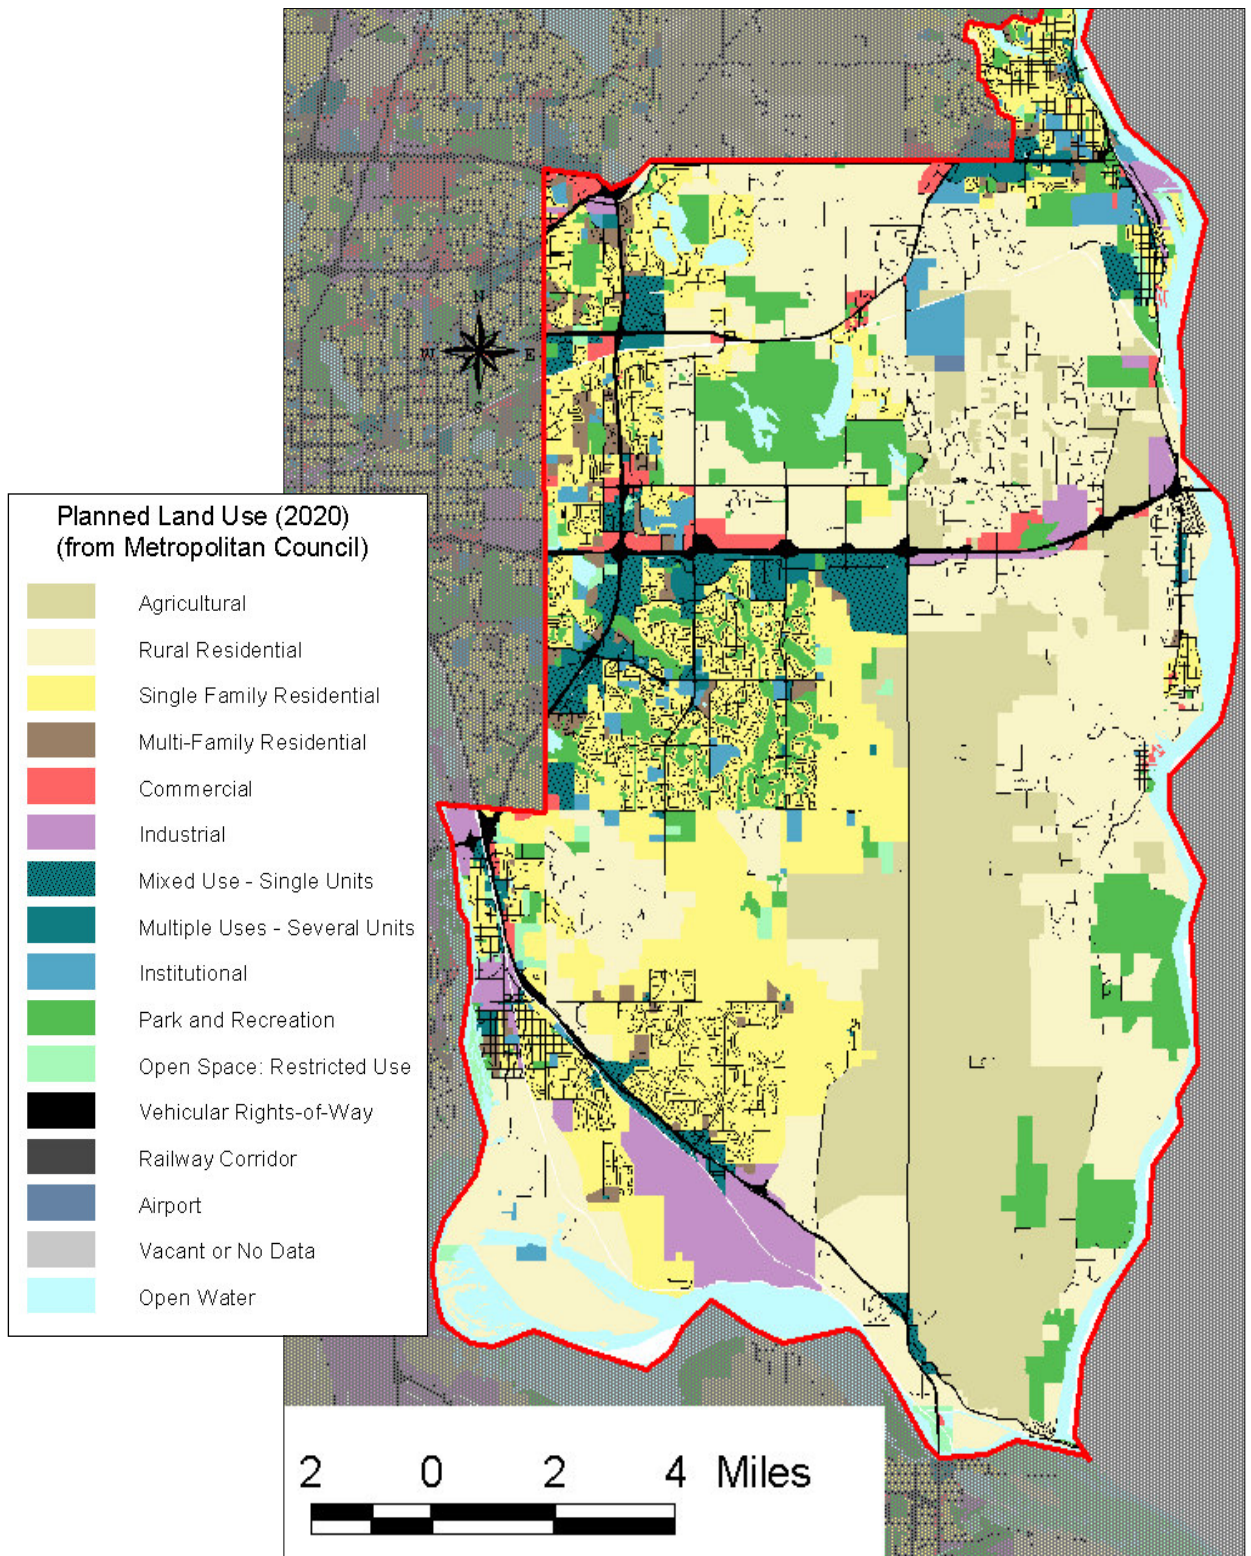 N
W E
S
Planned Land Use (2020)
(from Metropolitan Council)
Agricultural
Rural Residential
Single Family Residential
Multi-Family Residential
Commercial
Industrial
Mixed Use - Single Units
Multiple Uses - Several Units
Institutional
Park and Recreation
Open Space: Restricted Use
Vehicular Rights-of-Way
Railway Corridor
Airport
Vacant or No Data
Open Water
2 0 2 4 Miles